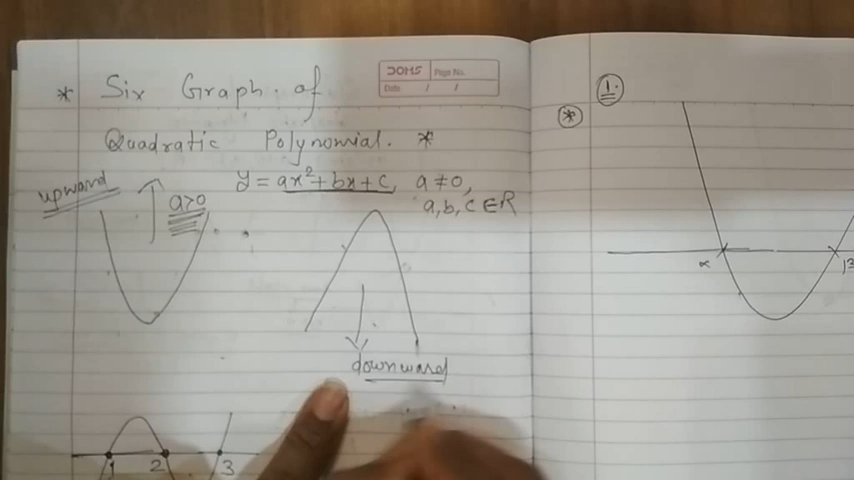 * Six Graph of
DOMS Page No.
Date / /
Quadratic Polynomial. *
y = ax²+bx+c, a ≠ 0,
a, b, c ∈ R
upward
a>0
downward
1 2 3
1.
*
α β